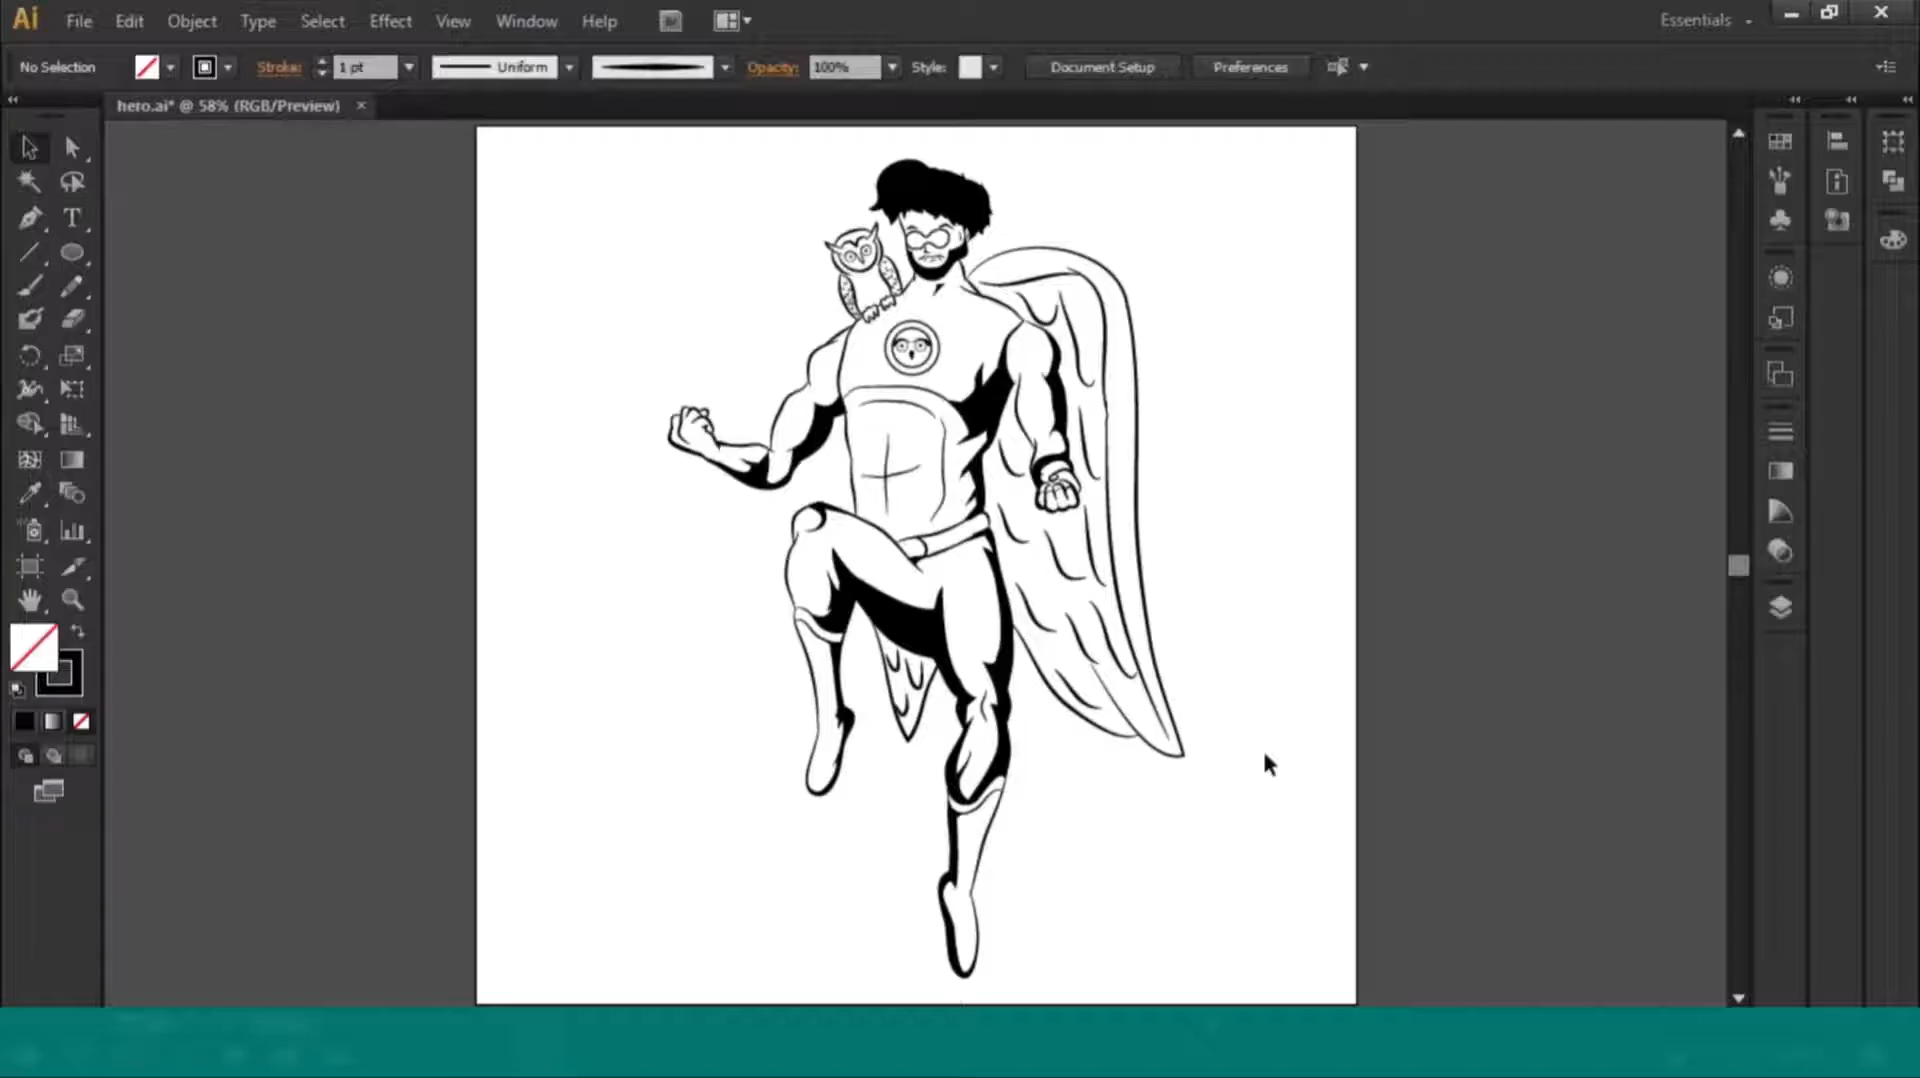 Ai File Edit Object Type Select Effect View Window Help Essentials
No Selection Stroke: 1 pt Uniform Opacity: 100% Style: Document Setup Preferences
hero.ai* @ 58% (RGB/Preview)